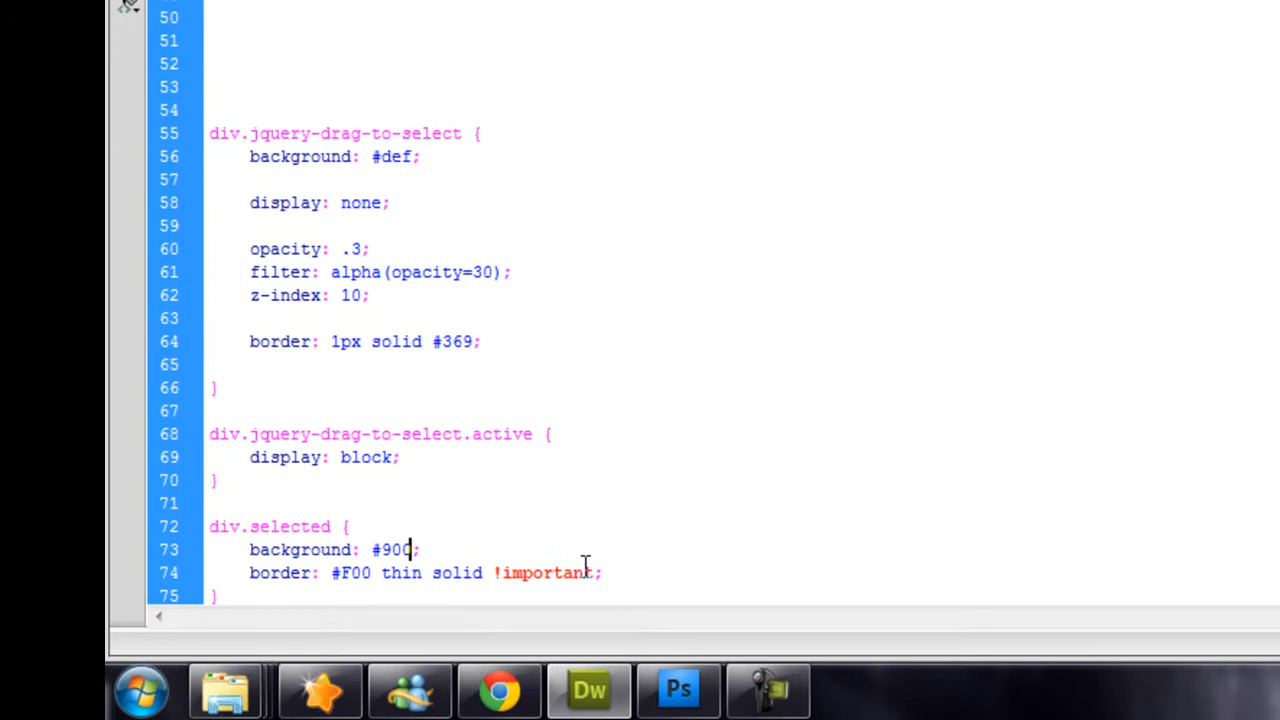 50
51
52
53
54
55 div.jquery-drag-to-select {
56 background: #def;
57
58 display: none;
59
60 opacity: .3;
61 filter: alpha(opacity=30);
62 z-index: 10;
63
64 border: 1px solid #369;
65
66 }
67
68 div.jquery-drag-to-select.active {
69 display: block;
70 }
71
72 div.selected {
73 background: #900;
74 border: #F00 thin solid !important;
75 }
Dw Ps